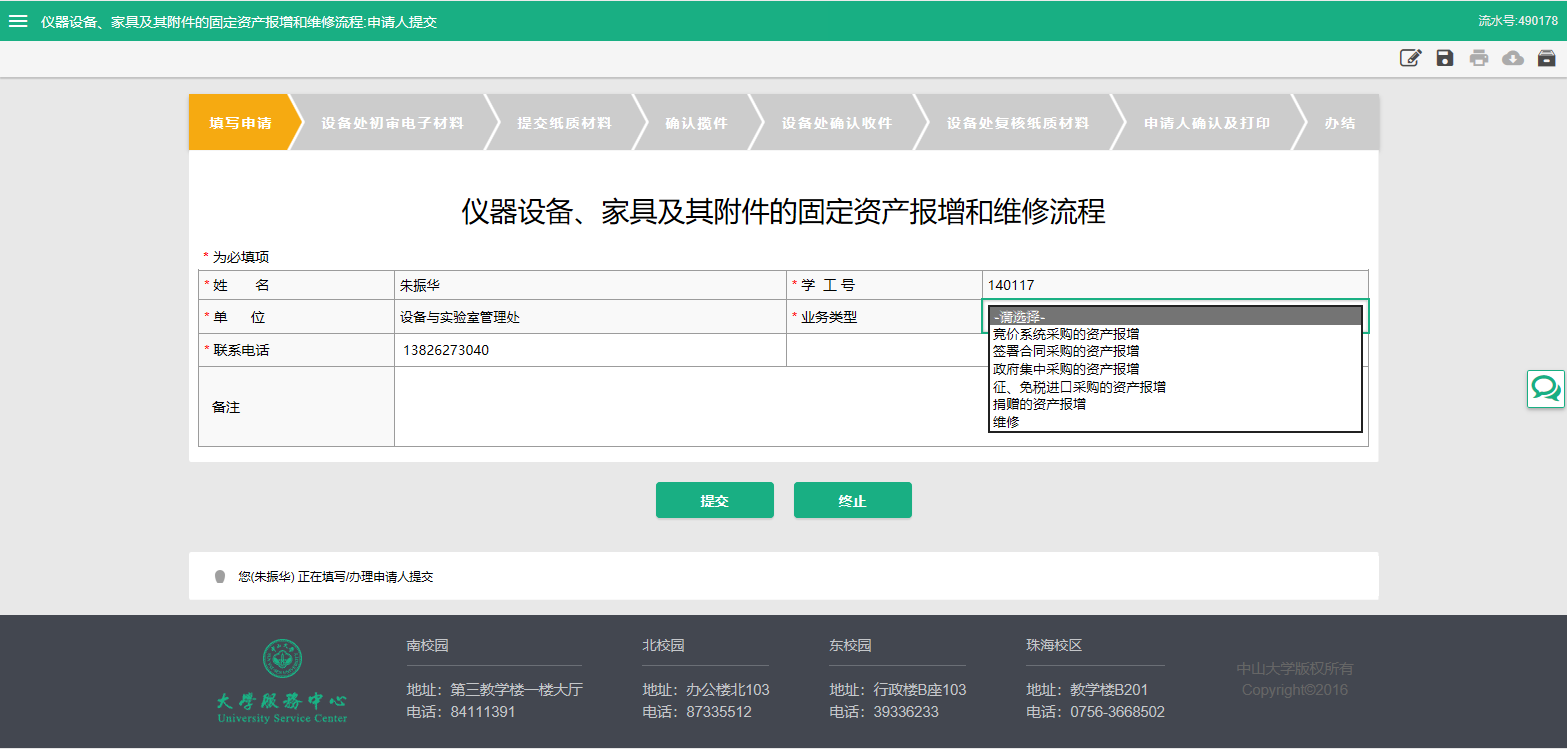 仪器设备、家具及其附件的固定资产报增和维修流程:申请人提交
流水号:490178
填写申请
设备处初审电子材料
提交纸质材料
确认揽件
设备处确认收件
设备处复核纸质材料
申请人确认及打印
办结
仪器设备、家具及其附件的固定资产报增和维修流程
* 为必填项
* 姓 名
朱振华
* 学 工 号
140117
* 单 位
设备与实验室管理处
* 业务类型
-请选择-
竞价系统采购的资产报增
签署合同采购的资产报增
政府集中采购的资产报增
征、免税进口采购的资产报增
捐赠的资产报增
维修
* 联系电话
13826273040
备注
提交
终止
您(朱振华) 正在填写/办理申请人提交
大学服务中心
University Service Center
南校园
地址：第三教学楼一楼大厅
电话：84111391
北校园
地址：办公楼北103
电话：87335512
东校园
地址：行政楼B座103
电话：39336233
珠海校区
地址：教学楼B201
电话：0756-3668502
中山大学版权所有
Copyright©2016